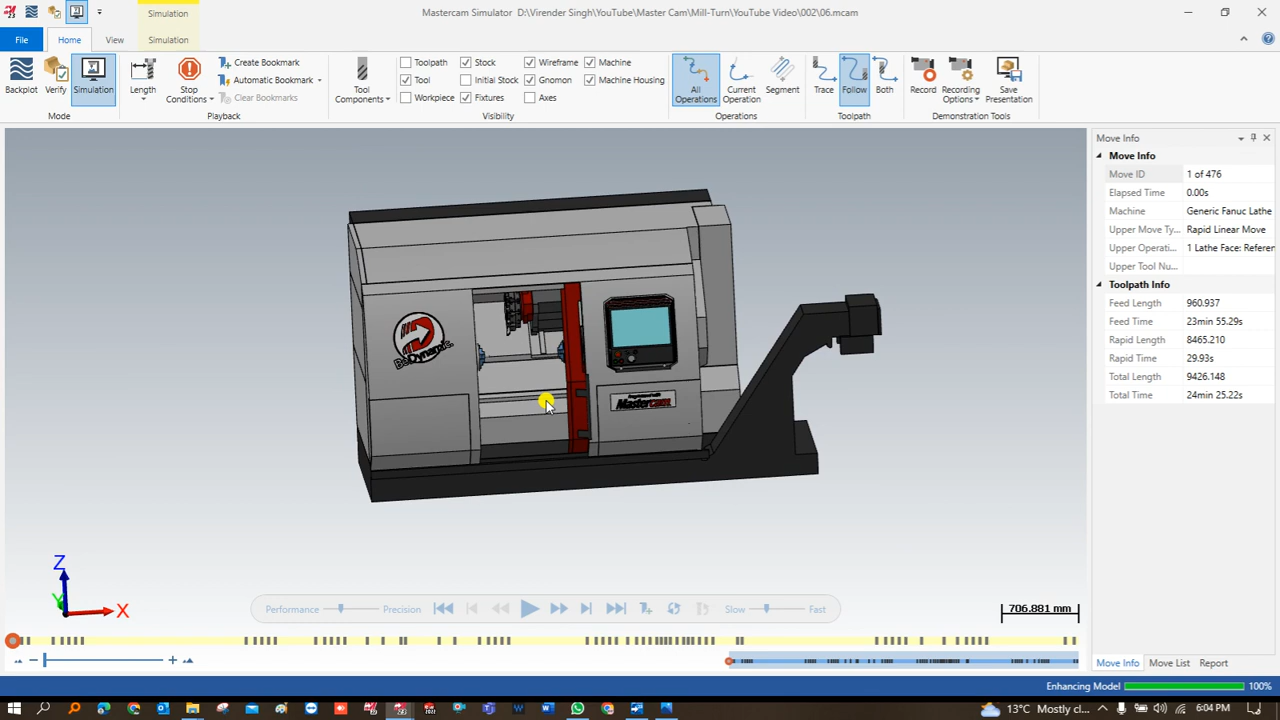 Mastercam Simulator D:\Virender Singh\YouTube\Master Cam\Mill-Turn\YouTube Video\002\06.mcam
Simulation
File
Home
View
Simulation
Backplot
Verify
Simulation
Mode
Length
Stop Conditions
Create Bookmark
Automatic Bookmark
Clear Bookmarks
Playback
Tool Components
Toolpath
Stock
Wireframe
Machine
Tool
Initial Stock
Gnomon
Machine Housing
Workpiece
Fixtures
Axes
Visibility
All Operations
Current Operation
Segment
Operations
Trace
Follow
Both
Toolpath
Record
Recording Options
Save Presentation
Demonstration Tools
BeDynamic
Mastercam
Z
Y
X
Performance
Precision
Slow
Fast
706.881 mm
Move Info
Move Info
Move ID 1 of 476
Elapsed Time 0.00s
Machine Generic Fanuc Lathe
Upper Move Ty... Rapid Linear Move
Upper Operati... 1 Lathe Face: Referen
Upper Tool Nu...
Toolpath Info
Feed Length 960.937
Feed Time 23min 55.29s
Rapid Length 8465.210
Rapid Time 29.93s
Total Length 9426.148
Total Time 24min 25.22s
Move Info
Move List
Report
Enhancing Model 100%
13°C Mostly cl...
6:04 PM